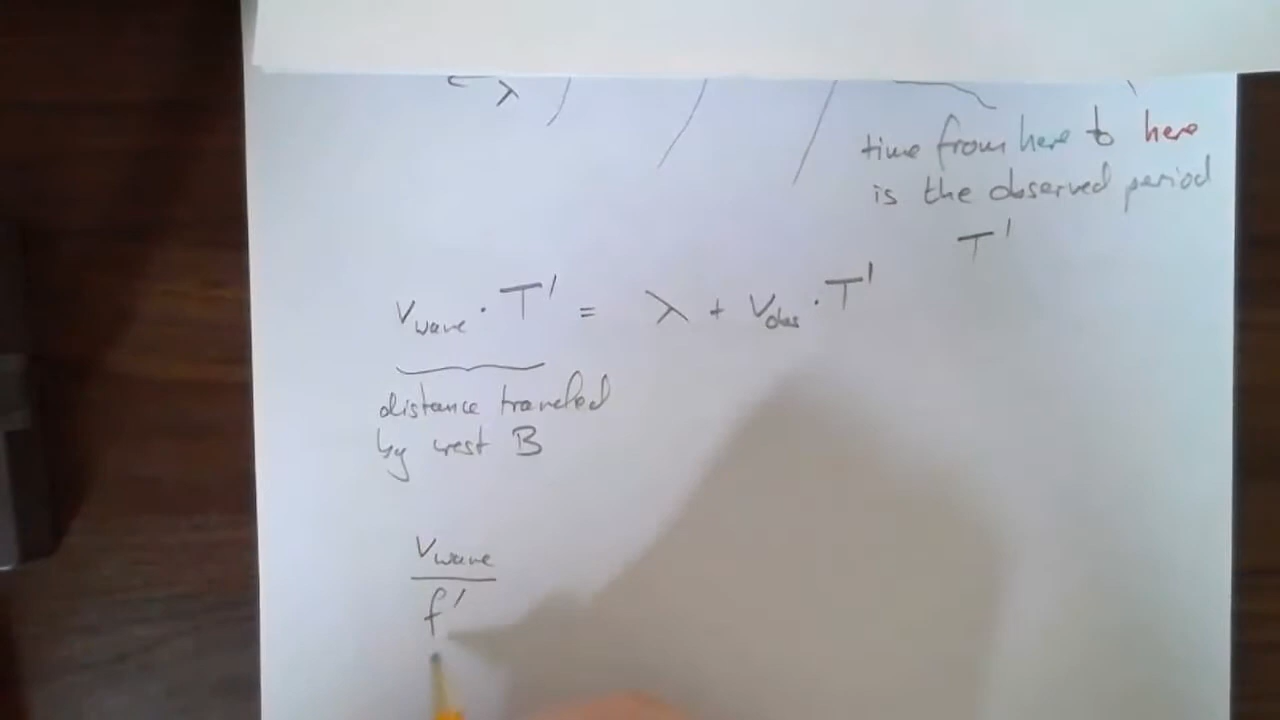 λ
time from here to here
is the observed period
T'
v_wave · T' = λ + v_obs · T'
distance traveled
by crest B
v_wave
f'